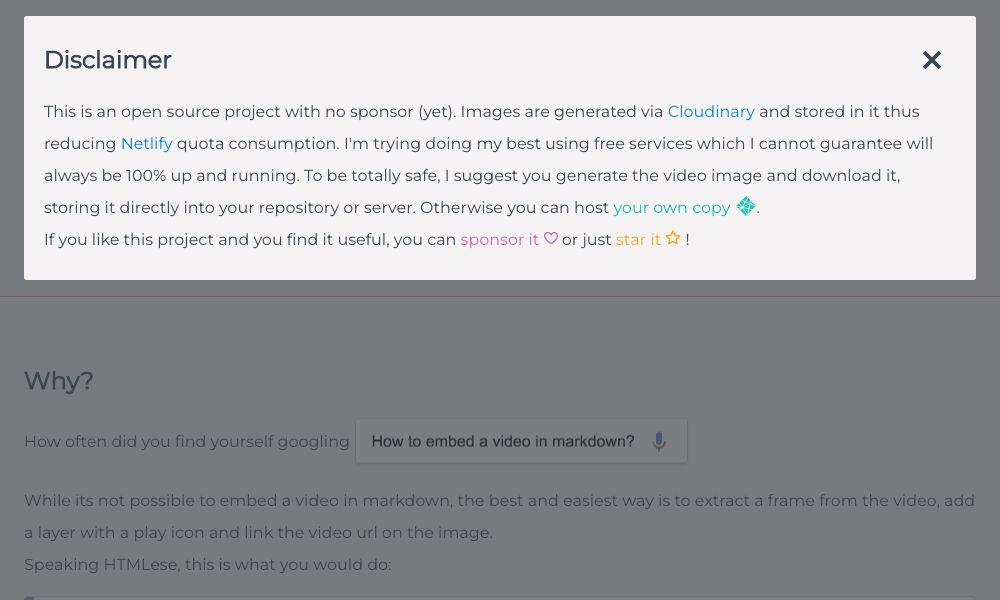 Disclaimer
This is an open source project with no sponsor (yet). Images are generated via Cloudinary and stored in it thus
reducing Netlify quota consumption. I'm trying doing my best using free services which I cannot guarantee will
always be 100% up and running. To be totally safe, I suggest you generate the video image and download it,
storing it directly into your repository or server. Otherwise you can host your own copy.
If you like this project and you find it useful, you can sponsor it or just star it !
Why?
How often did you find yourself googling How to embed a video in markdown?
While its not possible to embed a video in markdown, the best and easiest way is to extract a frame from the video, add
a layer with a play icon and link the video url on the image.
Speaking HTMLese, this is what you would do: